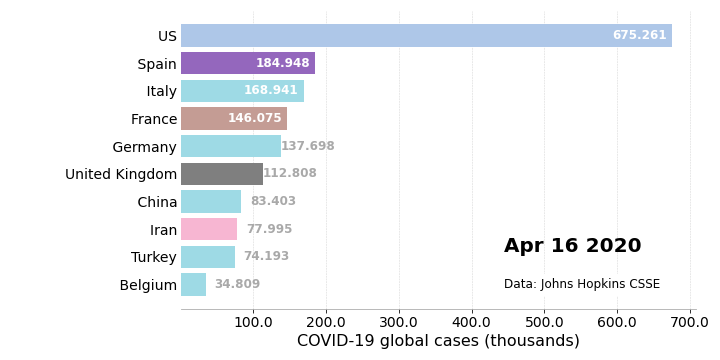 US 675.261
Spain 184.948
Italy 168.941
France 146.075
Germany 137.698
United Kingdom 112.808
China 83.403
Iran 77.995
Turkey 74.193
Belgium 34.809
Apr 16 2020
Data: Johns Hopkins CSSE
100.0 200.0 300.0 400.0 500.0 600.0 700.0
COVID-19 global cases (thousands)